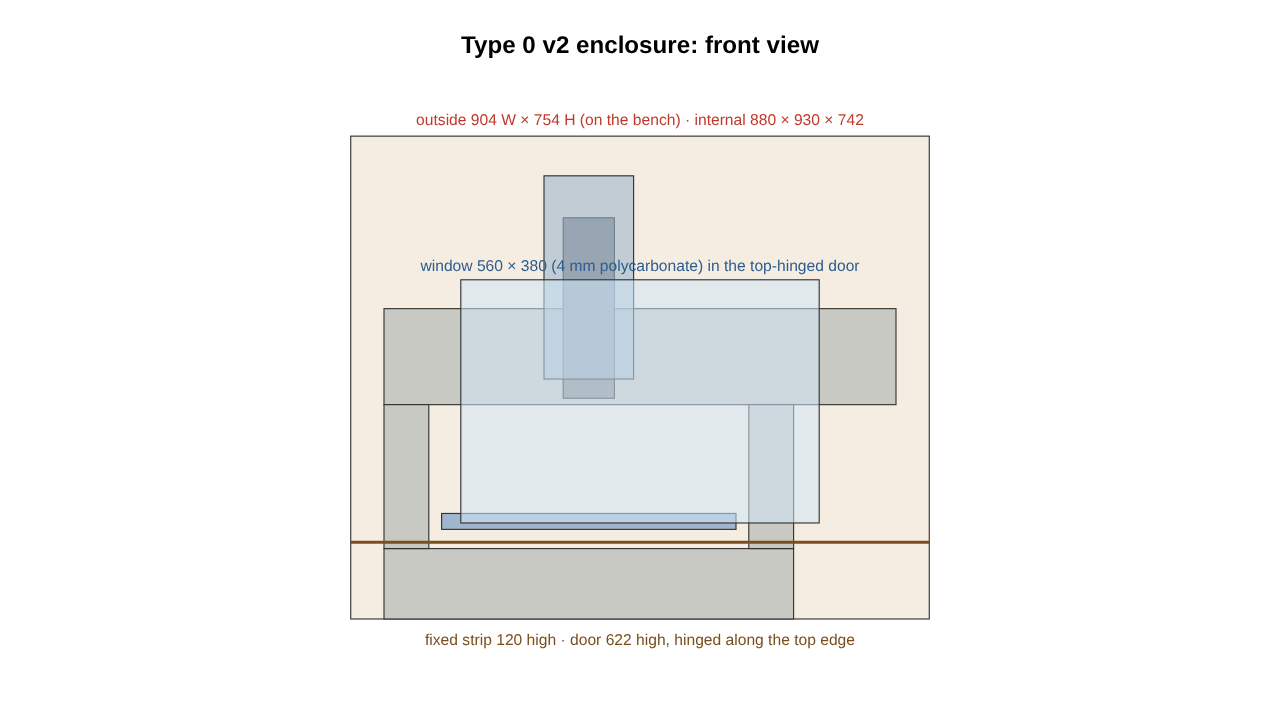 Type 0 v2 enclosure: front view
outside 904 W × 754 H (on the bench) · internal 880 × 930 × 742
window 560 × 380 (4 mm polycarbonate) in the top-hinged door
fixed strip 120 high · door 622 high, hinged along the top edge